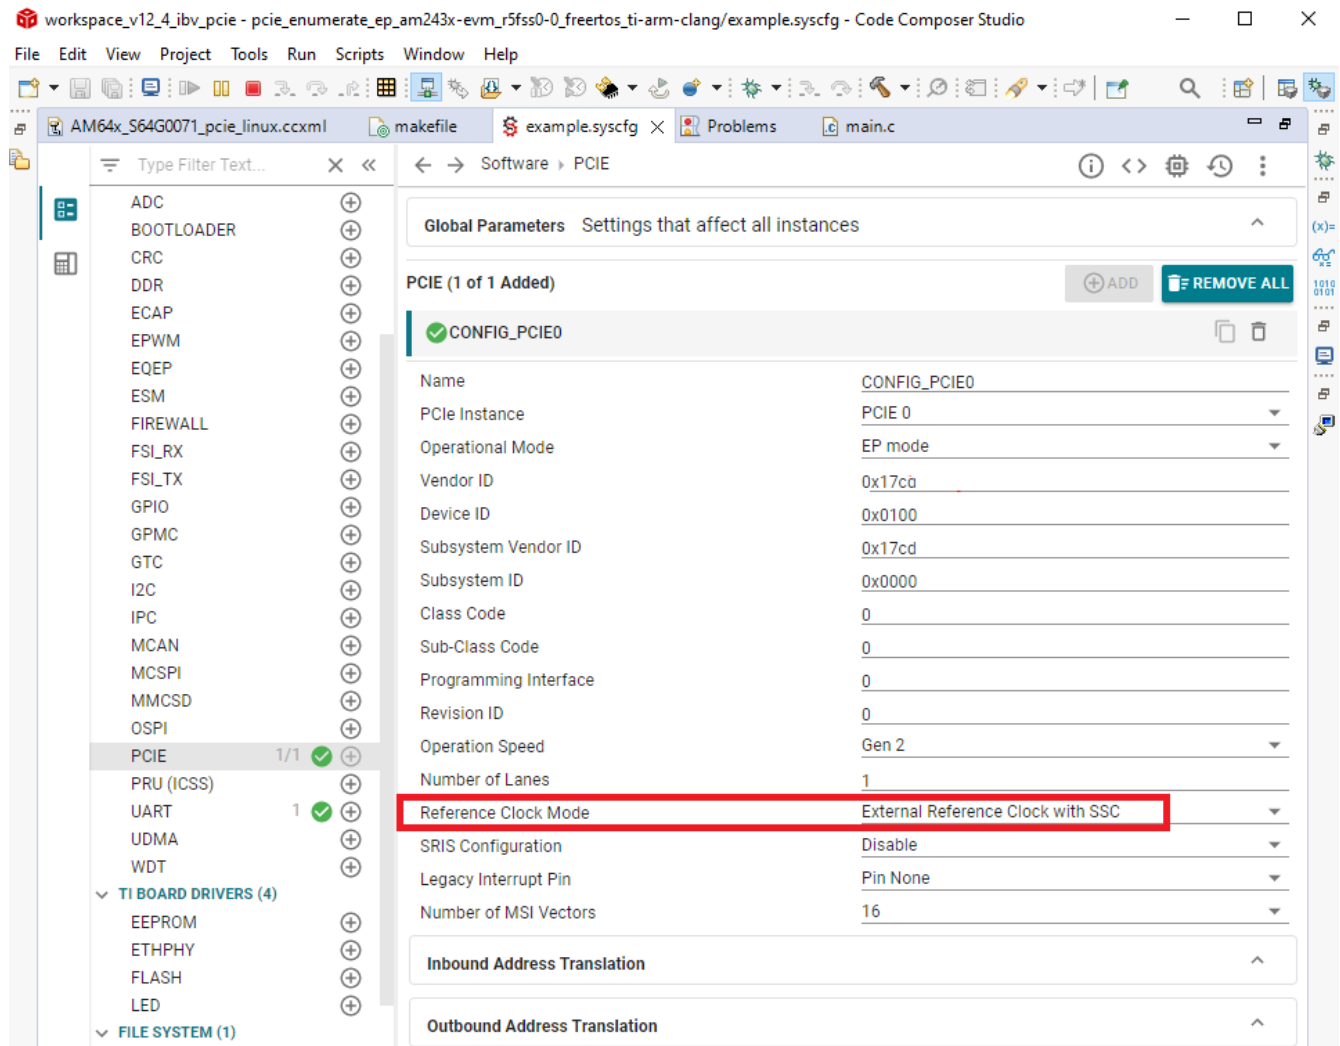 workspace_v12_4_ibv_pcie - pcie_enumerate_ep_am243x-evm_r5fss0-0_freertos_ti-arm-clang/example.syscfg - Code Composer Studio
File Edit View Project Tools Run Scripts Window Help
AM64x_S64G0071_pcie_linux.ccxml makefile example.syscfg Problems main.c
Type Filter Text... Software PCIE
ADC
BOOTLOADER
CRC
DDR
ECAP
EPWM
EQEP
ESM
FIREWALL
FSI_RX
FSI_TX
GPIO
GPMC
GTC
I2C
IPC
MCAN
MCSPI
MMCSD
OSPI
PCIE 1/1
PRU (ICSS)
UART 1
UDMA
WDT
TI BOARD DRIVERS (4)
EEPROM
ETHPHY
FLASH
LED
FILE SYSTEM (1)
Global Parameters Settings that affect all instances
PCIE (1 of 1 Added) ADD REMOVE ALL
CONFIG_PCIE0
Name CONFIG_PCIE0
PCIe Instance PCIE 0
Operational Mode EP mode
Vendor ID 0x17cd
Device ID 0x0100
Subsystem Vendor ID 0x17cd
Subsystem ID 0x0000
Class Code 0
Sub-Class Code 0
Programming Interface 0
Revision ID 0
Operation Speed Gen 2
Number of Lanes 1
Reference Clock Mode External Reference Clock with SSC
SRIS Configuration Disable
Legacy Interrupt Pin Pin None
Number of MSI Vectors 16
Inbound Address Translation
Outbound Address Translation
(x)=
1010
0101